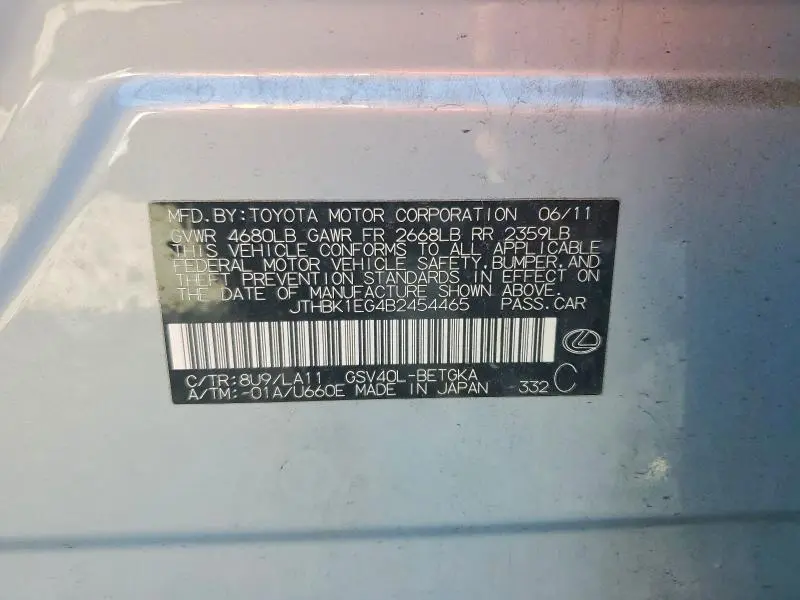 MFD.BY:TOYOTA MOTOR CORPORATION 06/11
GVWR 4680LB GAWR FR 2668LB RR 2359LB
THIS VEHICLE CONFORMS TO ALL APPLICABLE
FEDERAL MOTOR VEHICLE SAFETY,BUMPER,AND
THEFT PREVENTION STANDARDS IN EFFECT ON
THE DATE OF MANUFACTURE SHOWN ABOVE.
JTHBK1EG4B2454465 PASS.CAR
C/TR:8U9/LA11 GSV40L-BETGKA
A/TM:-01A/U660E MADE IN JAPAN 332 C